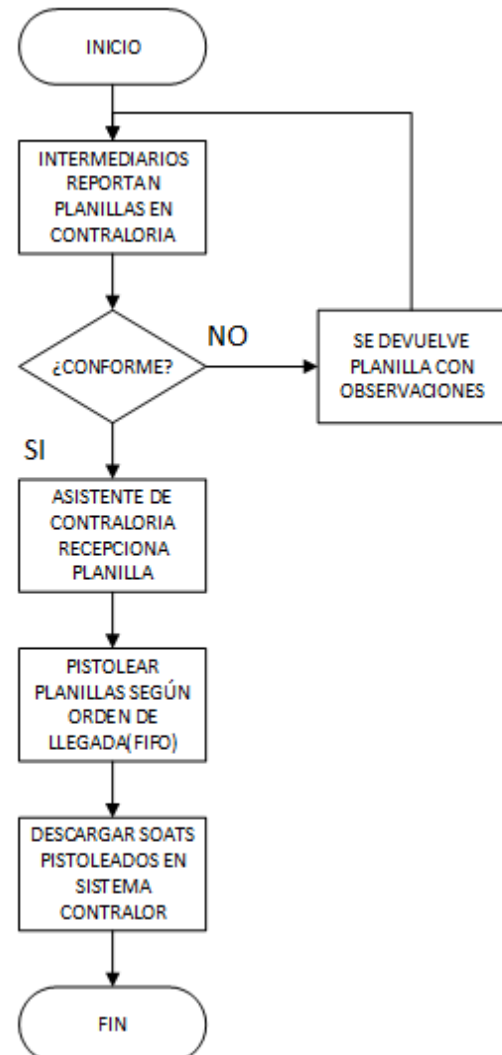 INICIO
INTERMEDIARIOS
REPORTAN
PLANILLAS EN
CONTRALORIA
¿CONFORME?
NO
SE DEVUELVE
PLANILLA CON
OBSERVACIONES
SI
ASISTENTE DE
CONTRALORIA
RECEPCIONA
PLANILLA
PISTOLEAR
PLANILLAS SEGÚN
ORDEN DE
LLEGADA(FIFO)
DESCARGAR SOATS
PISTOLEADOS EN
SISTEMA
CONTRALOR
FIN